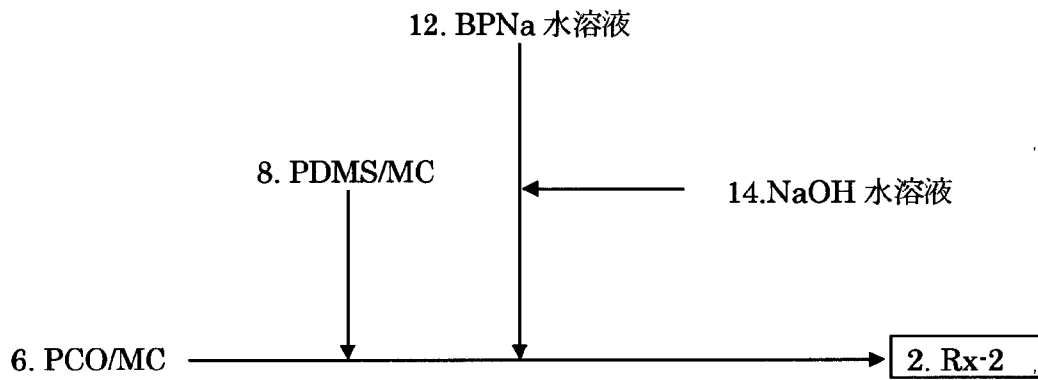 12. BPNa 水溶液
8. PDMS/MC
14.NaOH 水溶液
6. PCO/MC
2. Rx-2